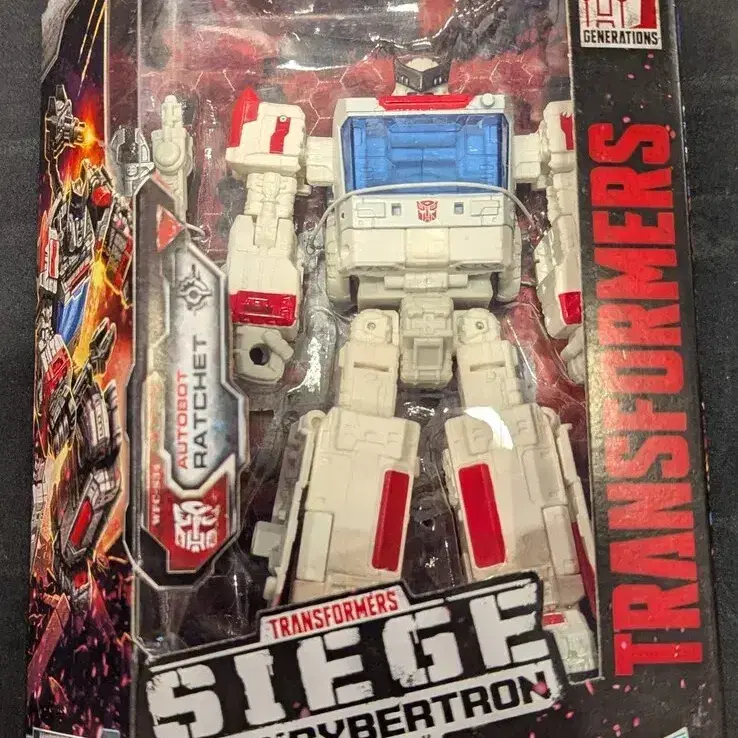 GENERATIONS
TRANSFORMERS
WFC-S34
AUTOBOT
RATCHET
TRANSFORMERS
SIEGE
CYBERTRON